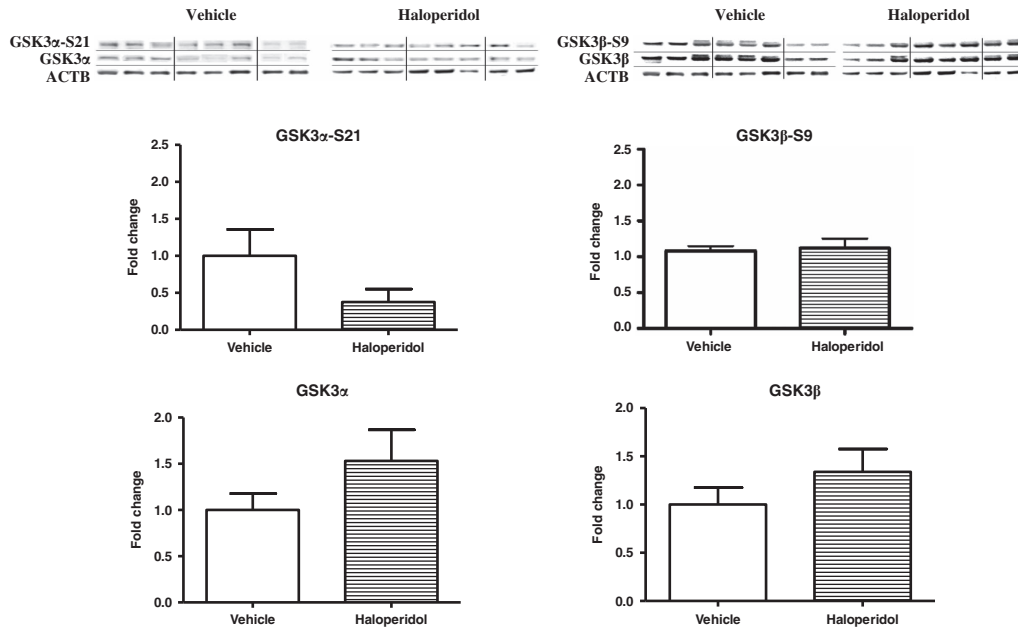 Vehicle Haloperidol
GSK3α-S21
GSK3α
ACTB
Vehicle Haloperidol
GSK3β-S9
GSK3β
ACTB
GSK3α-S21
Fold change
2.5
2.0
1.5
1.0
0.5
0.0
Vehicle Haloperidol
GSK3β-S9
Fold change
2.5
2.0
1.5
1.0
0.5
0.0
Vehicle Haloperidol
GSK3α
Fold change
2.0
1.5
1.0
0.5
0.0
Vehicle Haloperidol
GSK3β
Fold change
2.0
1.5
1.0
0.5
0.0
Vehicle Haloperidol